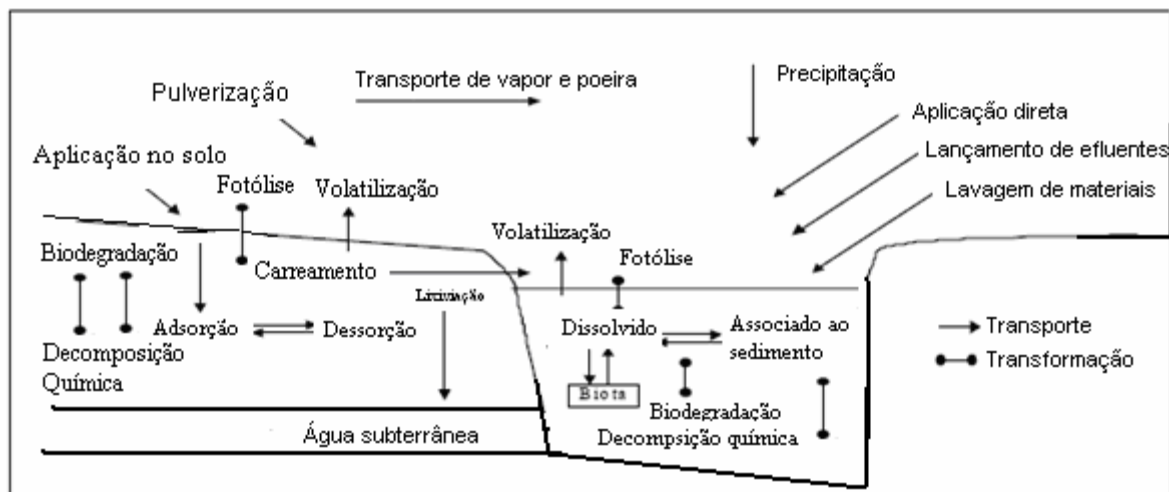 Transporte de vapor e poeira
Precipitação
Pulverização
Aplicação direta
Aplicação no solo
Lançamento de efluentes
Fotólise
Volatilização
Lavagem de materiais
Volatilização
Biodegradação
Fotólise
Carreamento
Lixiviação
Adsorção
Dessorção
Dissolvido
Associado ao
sedimento
Transporte
Decomposição
Química
Transformação
Biota
Biodegradação
Decompsição química
Água subterrânea